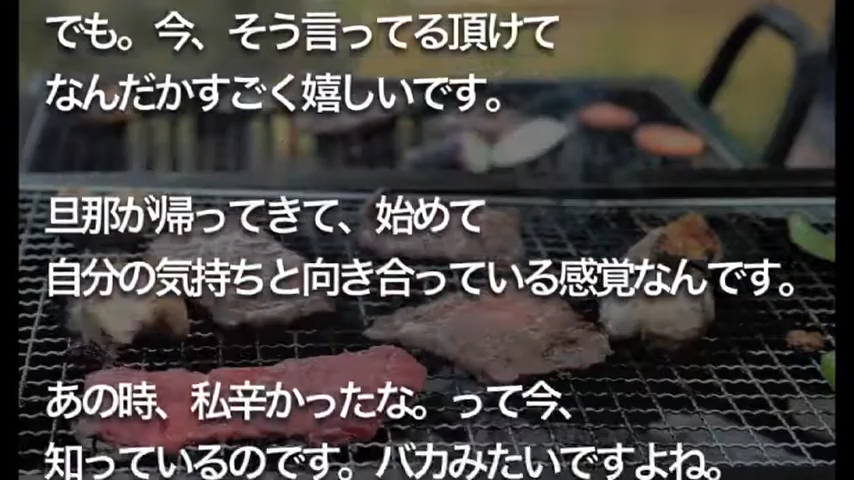 でも。今、そう言ってる頂けて
なんだかすごく嬉しいです。
旦那が帰ってきて、始めて
自分の気持ちと向き合っている感覚なんです。
あの時、私辛かったな。って今、
知っているのです。バカみたいですよね。